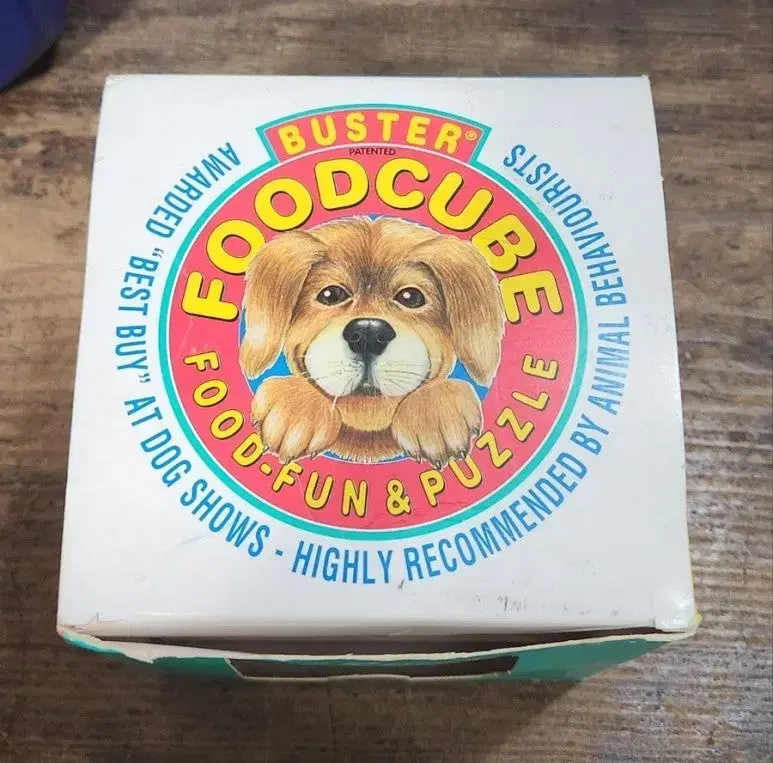 BUSTER®
PATENTED
FOODCUBE
FOOD-FUN & PUZZLE
AWARDED "BEST BUY" AT DOG SHOWS - HIGHLY RECOMMENDED BY ANIMAL BEHAVIOURISTS